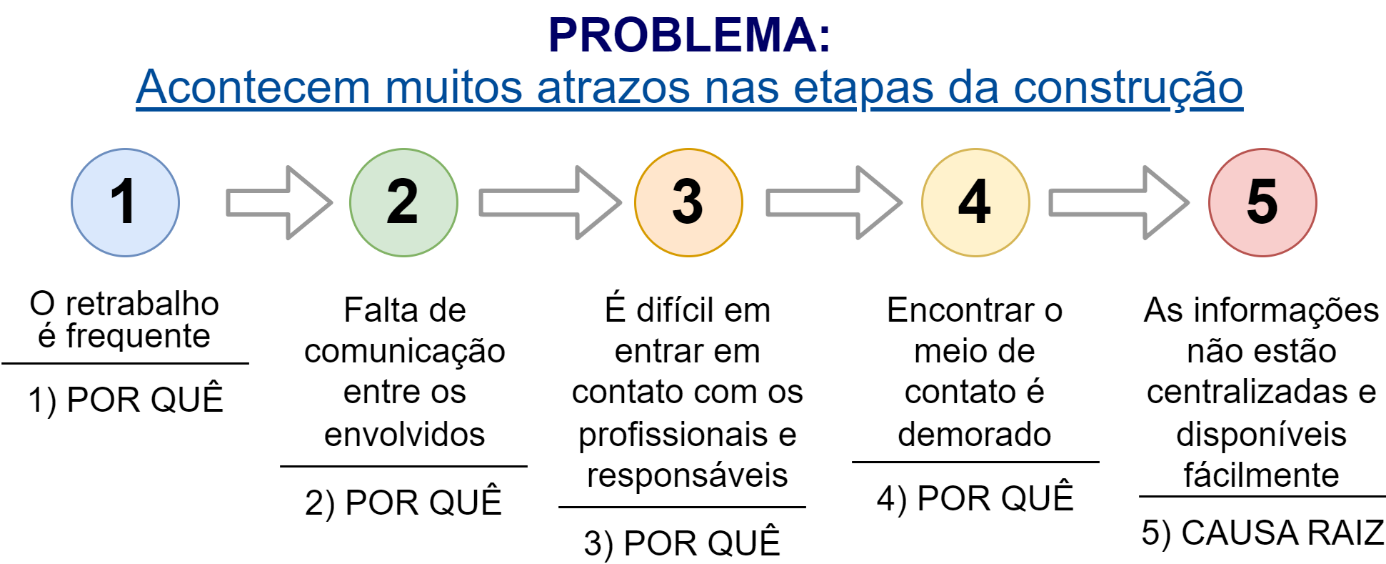 PROBLEMA:
Acontecem muitos atrazos nas etapas da construção
1
2
3
4
5
O retrabalho
é frequente
1) POR QUÊ
Falta de
comunicação
entre os
envolvidos
2) POR QUÊ
É difícil em
entrar em
contato com os
profissionais e
responsáveis
3) POR QUÊ
Encontrar o
meio de
contato é
demorado
4) POR QUÊ
As informações
não estão
centralizadas e
disponíveis
fácilmente
5) CAUSA RAIZ